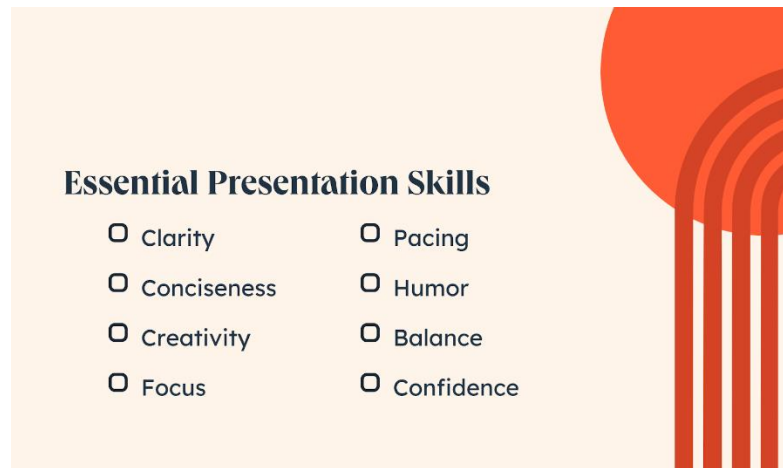 Essential Presentation Skills
Clarity
Conciseness
Creativity
Focus
Pacing
Humor
Balance
Confidence